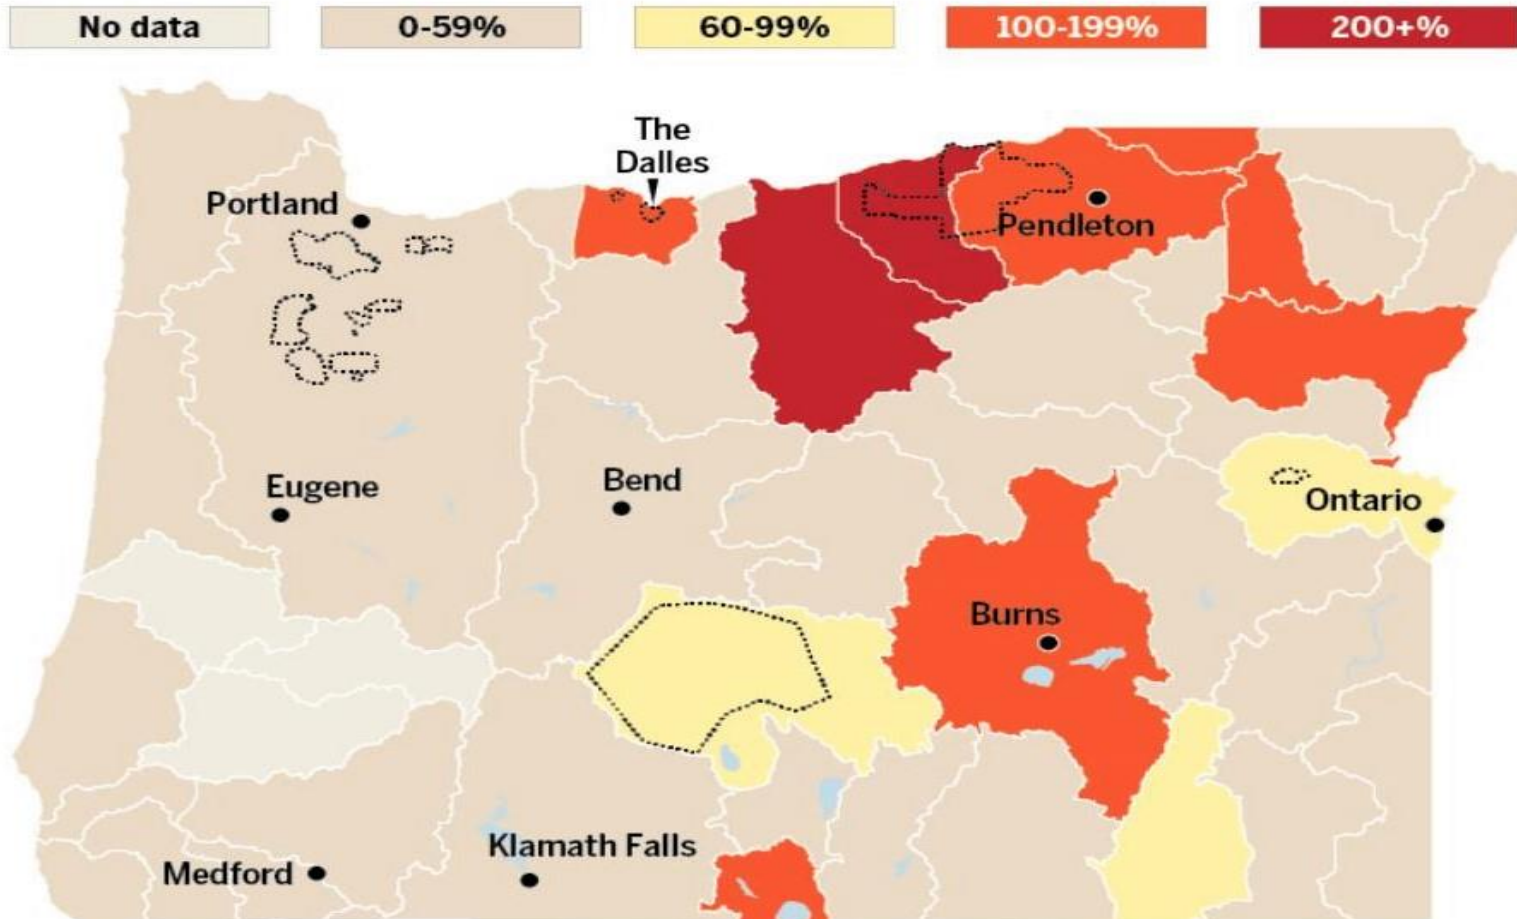 No data
0-59%
60-99%
100-199%
200+%
The
Dalles
Portland
Pendleton
Eugene
Bend
Ontario
Burns
Klamath Falls
Medford